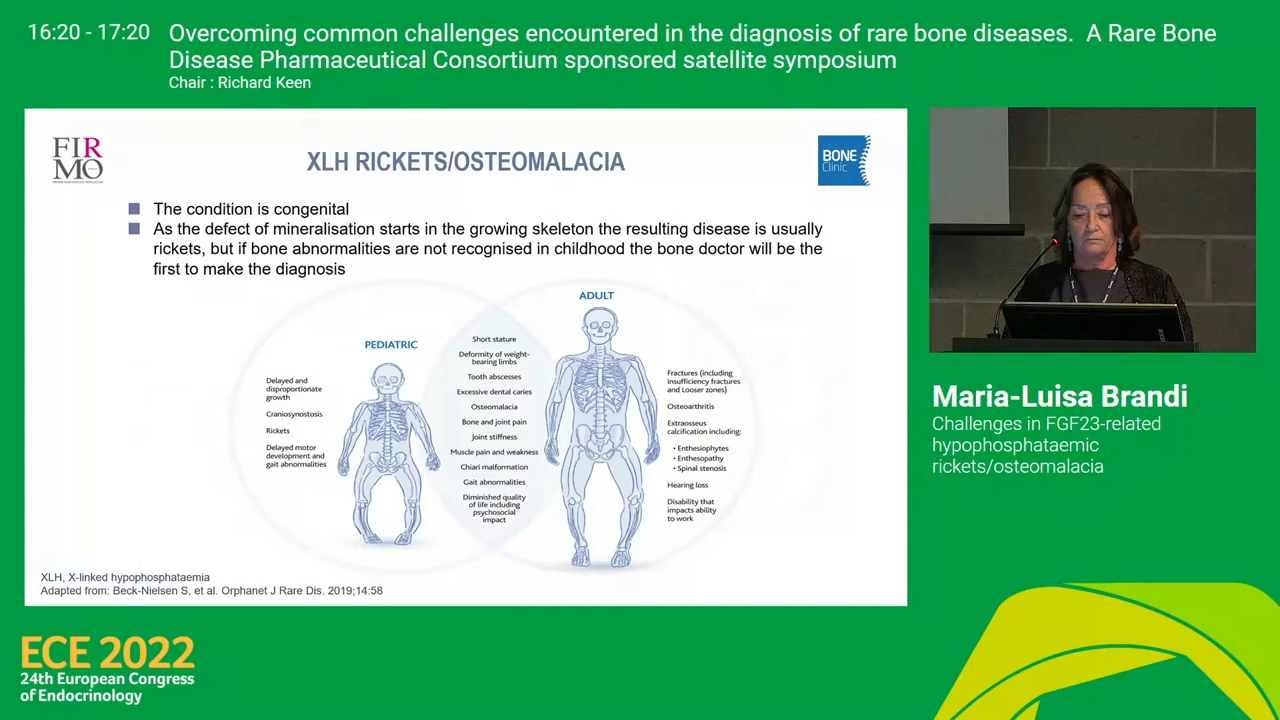 16:20 - 17:20
Overcoming common challenges encountered in the diagnosis of rare bone diseases. A Rare Bone
Disease Pharmaceutical Consortium sponsored satellite symposium
Chair : Richard Keen
FIR
MO
XLH RICKETS/OSTEOMALACIA
BONE
Clinic
The condition is congenital
As the defect of mineralisation starts in the growing skeleton the resulting disease is usually
rickets, but if bone abnormalities are not recognised in childhood the bone doctor will be the
first to make the diagnosis
PEDIATRIC
Delayed and
disproportionate
growth
Craniosynostosis
Rickets
Delayed motor
development and
gait abnormalities
Short stature
Deformity of weight-
bearing limbs
Tooth abscesses
Excessive dental caries
Osteomalacia
Bone and joint pain
Joint stiffness
Muscle pain and weakness
Chiari malformation
Gait abnormalities
Diminished quality
of life including
psychosocial
impact
ADULT
Fractures (including
insufficiency fractures
and Looser zones)
Osteoarthritis
Extraosseus
calcification including:
• Enthesiophytes
• Enthesopathy
• Spinal stenosis
Hearing loss
Disability that
impacts ability
to work
XLH, X-linked hypophosphataemia
Adapted from: Beck-Nielsen S, et al. Orphanet J Rare Dis. 2019;14:58
Maria-Luisa Brandi
Challenges in FGF23-related
hypophosphataemic
rickets/osteomalacia
ECE 2022
24th European Congress
of Endocrinology